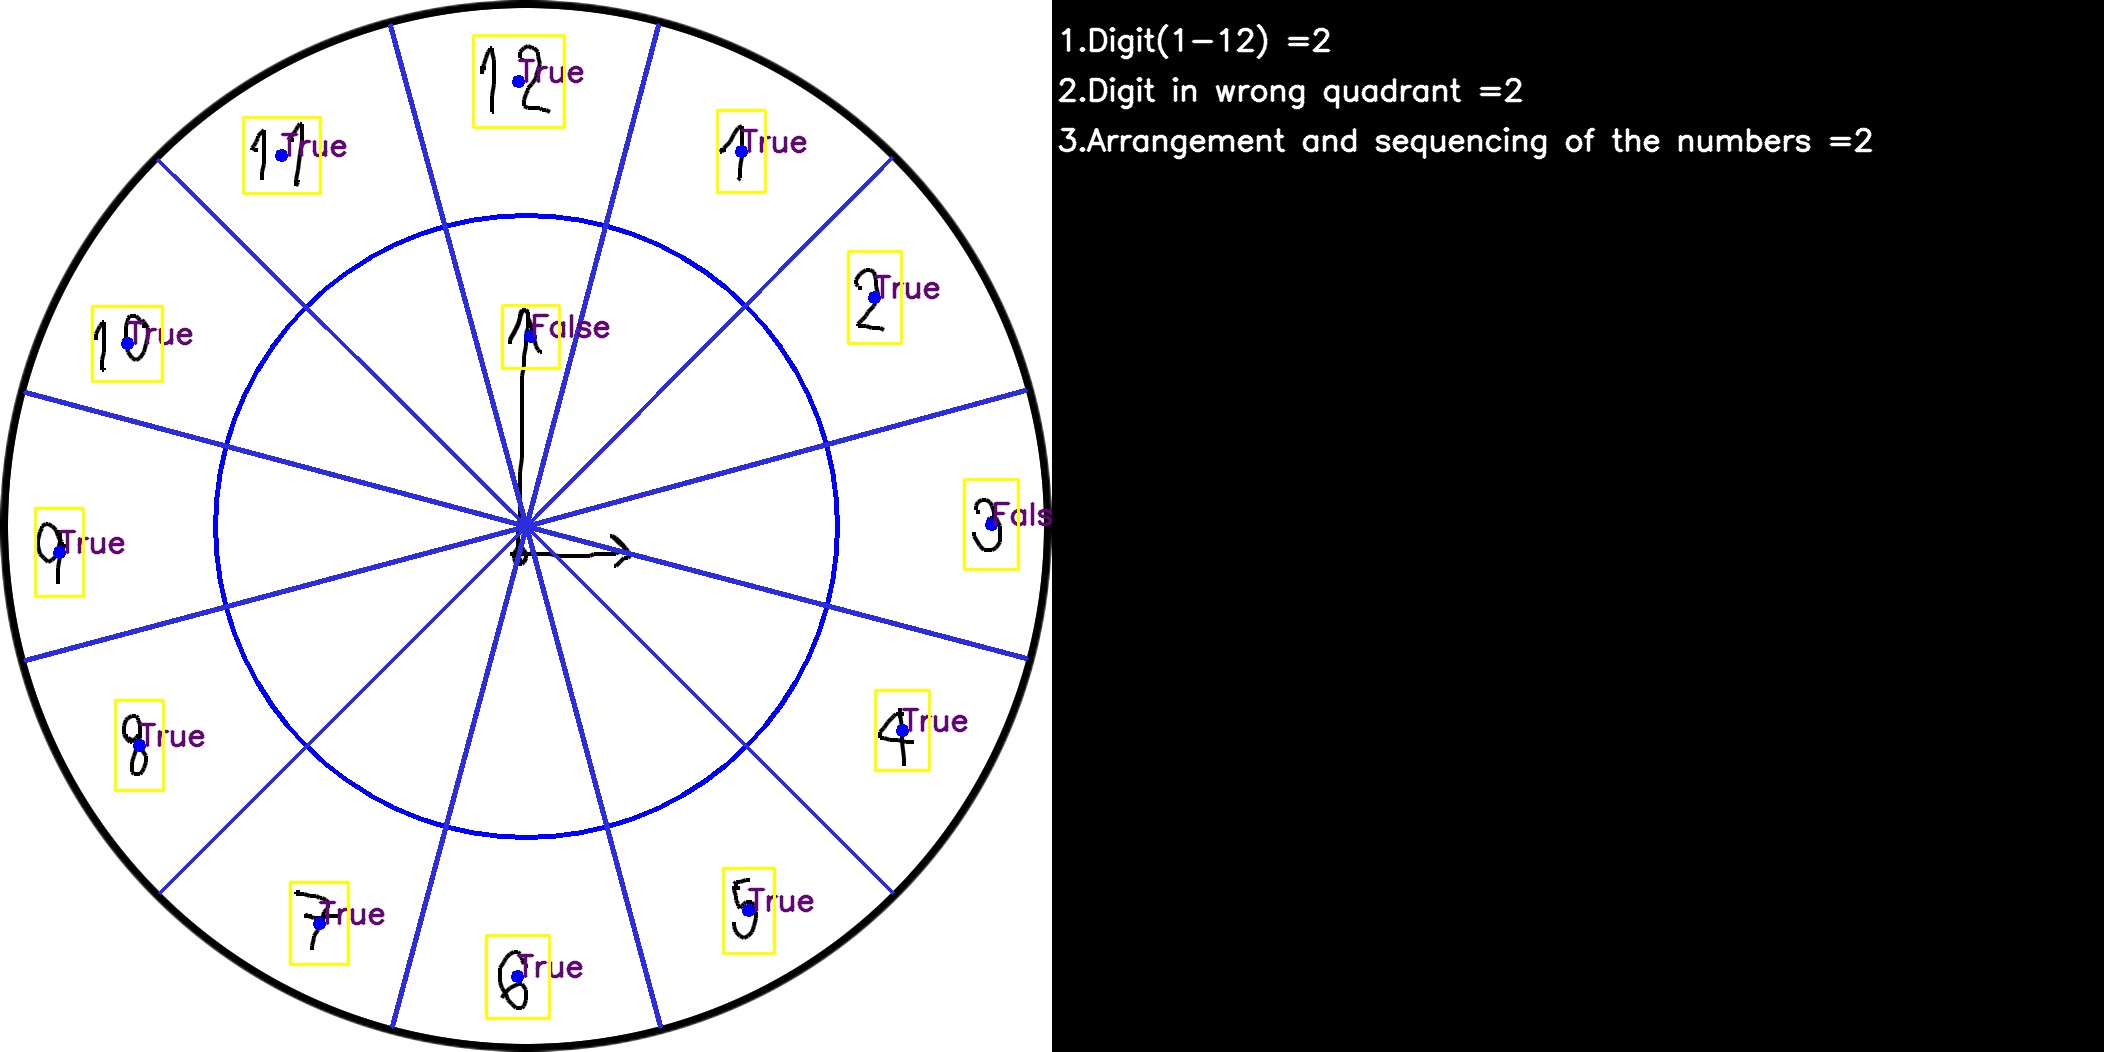 12 True
11 True
1 True
2 True
10 True
False
3 Fals
9 True
4 True
8 True
5 True
7 True
6 True
1.Digit(1-12) =2
2.Digit in wrong quadrant =2
3.Arrangement and sequencing of the numbers =2